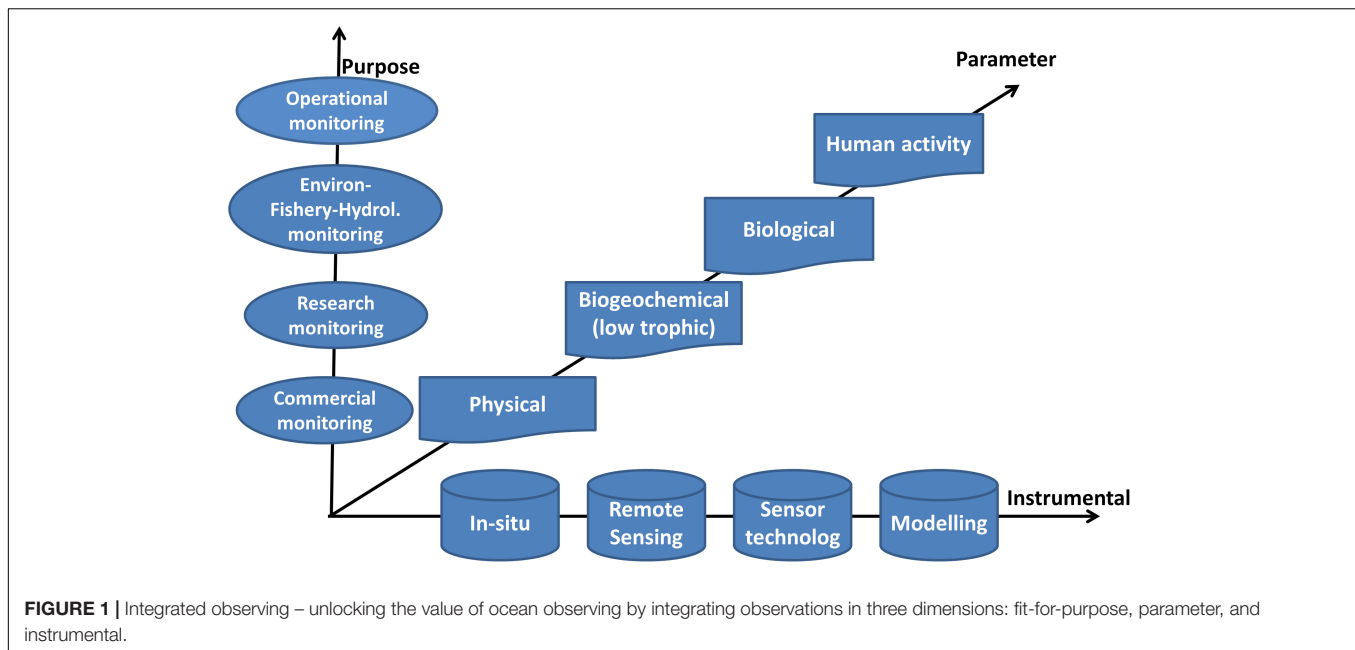 Purpose
Operational
monitoring
Environ-
Fishery-Hydrol.
monitoring
Research
monitoring
Commercial
monitoring
Parameter
Human activity
Biological
Biogeochemical
(low trophic)
Physical
In-situ
Remote
Sensing
Sensor
technolog
Modelling
Instrumental
FIGURE 1 | Integrated observing – unlocking the value of ocean observing by integrating observations in three dimensions: fit-for-purpose, parameter, and
instrumental.